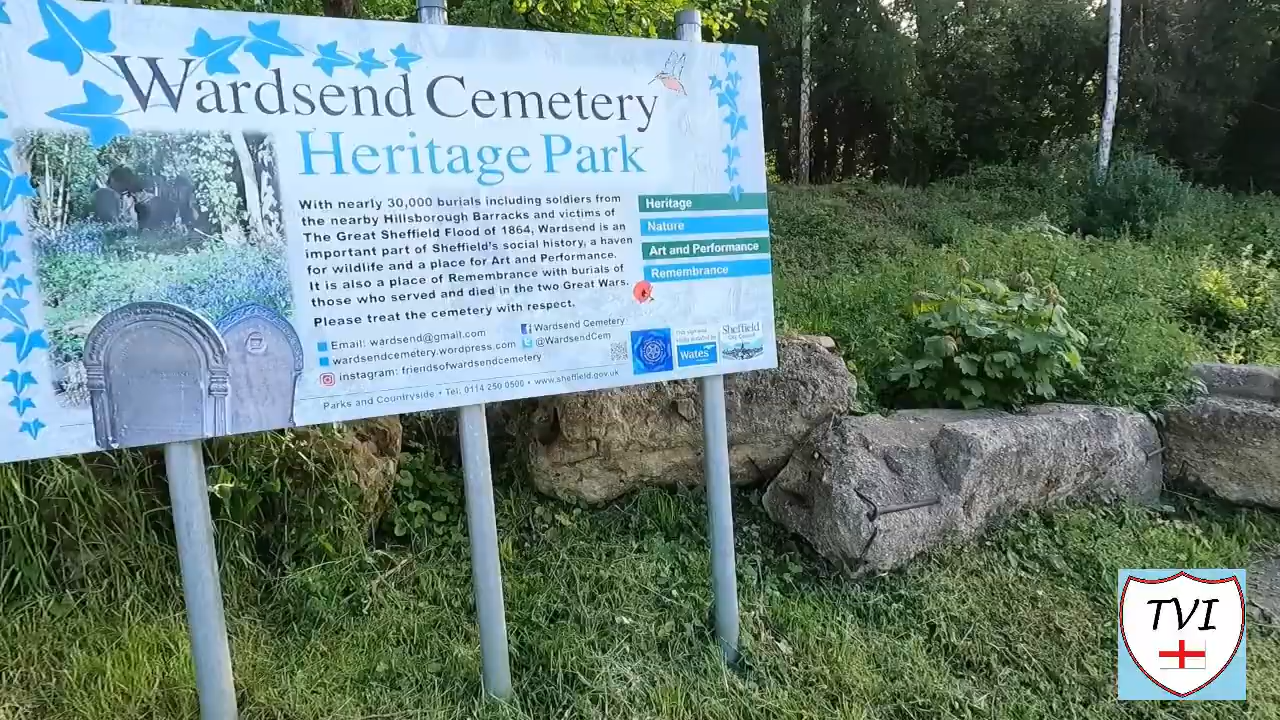 Wardsend Cemetery
Heritage Park
With nearly 30,000 burials including soldiers from
the nearby Hillsborough Barracks and victims of
The Great Sheffield Flood of 1864, Wardsend is an
important part of Sheffield's social history, a haven
for wildlife and a place for Art and Performance.
It is also a place of Remembrance with burials of
those who served and died in the two Great Wars.
Please treat the cemetery with respect.
Heritage
Nature
Art and Performance
Remembrance
Email: wardsend@gmail.com
wardsendcemetery.wordpress.com
instagram: friendsofwardsendcemetery
Wardsend Cemetery
@WardsendCem
Wates
Sheffield
City Council
Parks and Countryside • Tel: 0114 250 0500 • www.sheffield.gov.uk
TVI